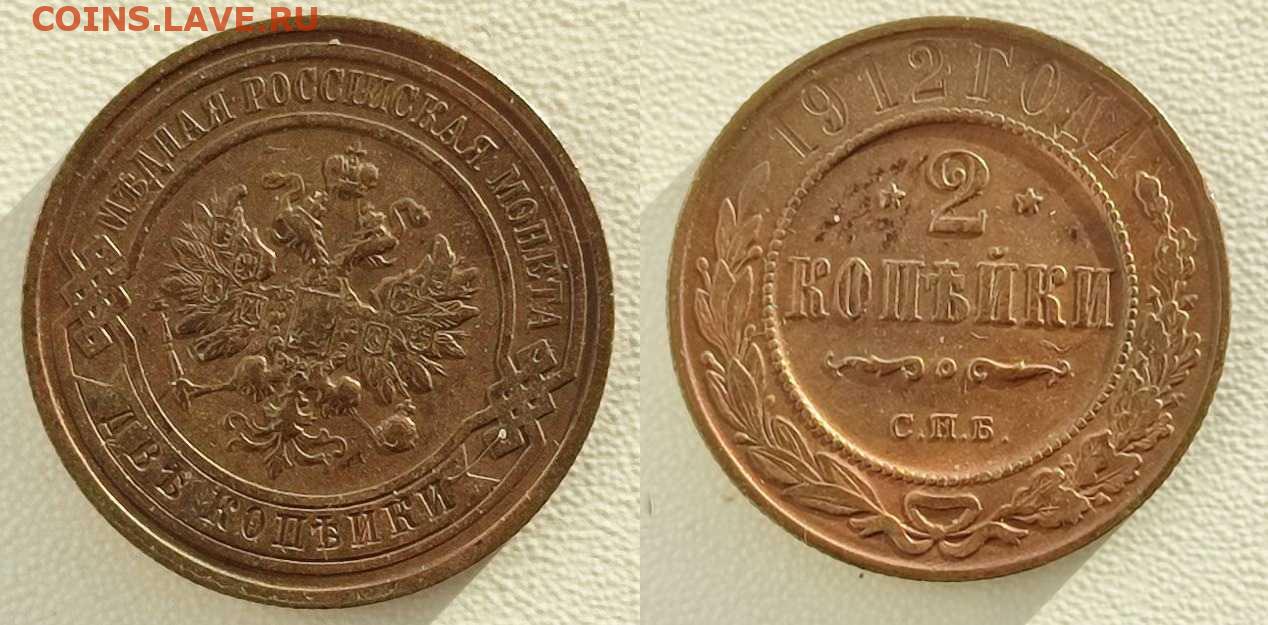 COINS.LAVE.RU
МѢДНАЯ РОССІЙСКАЯ МОНЕТА
ДВѢ КОПѢЙКИ
1912 ГОДА
* 2 *
КОПѢЙКИ
С.П.Б.